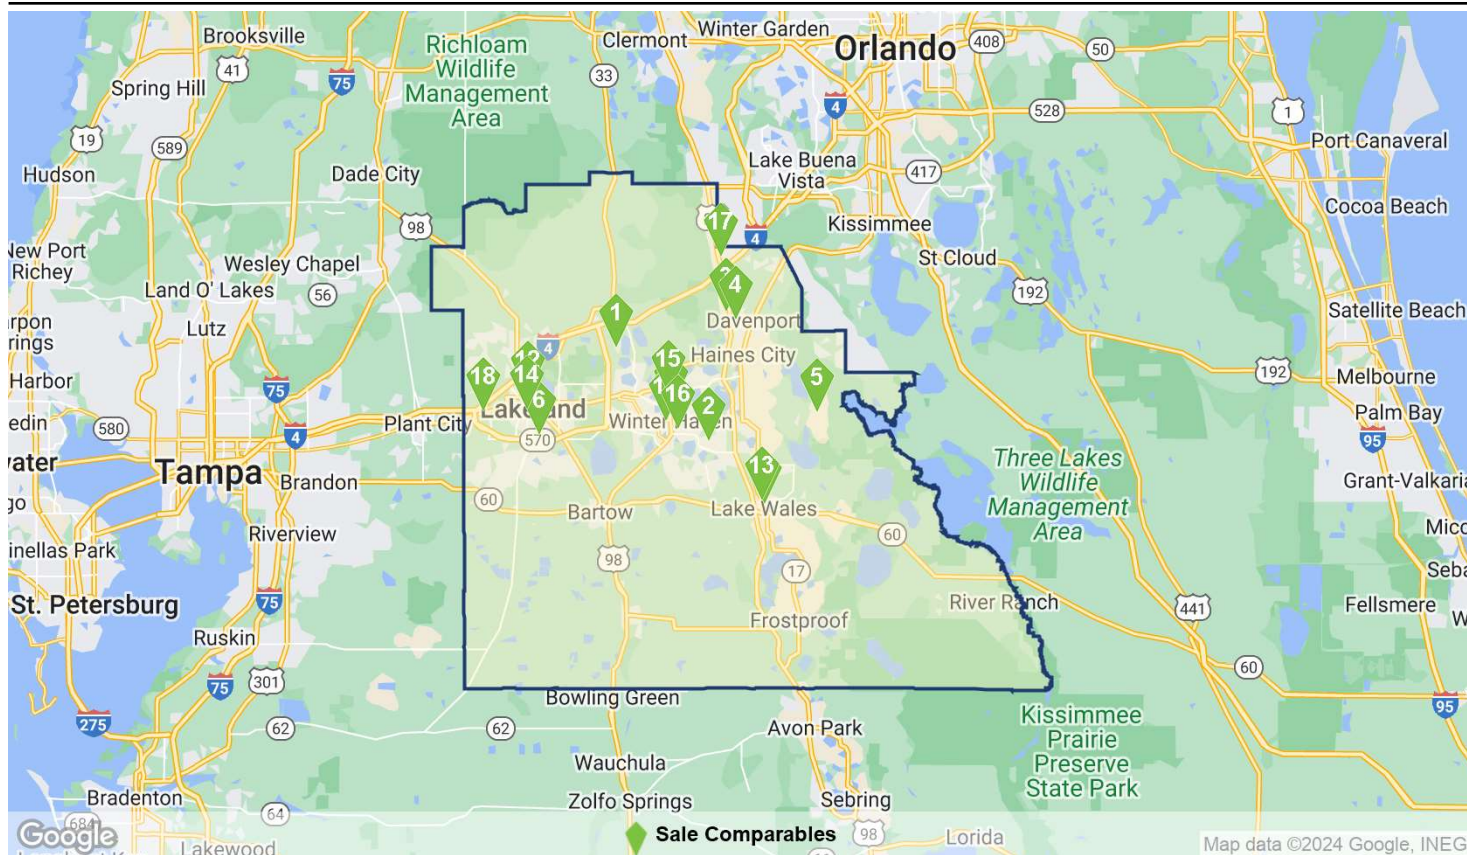 Brooksville
Richloam
Wildlife
Management
Area
Clermont
Winter Garden
Orlando
408
50
41
75
33
Spring Hill
4
528
1
19
589
Port Canaveral
Hudson
Dade City
Lake Buena
Vista
417
98
17
Cocoa Beach
New Port
Richey
Wesley Chapel
4
Kissimmee
St Cloud
Land O' Lakes
56
4
192
Satellite Beach
1
Lutz
Davenport
4
15
Haines City
Harbor
75
18
14
5
192
Melbourne
6
16
2
Lakeland
Plant City
Winter Haven
Palm Bay
580
4
570
95
Tampa
13
Three Lakes
Wildlife
Management
Area
Brandon
60
Bartow
Lake Wales
Grant-Valkaria
Riverview
60
98
17
St. Petersburg
75
River Ranch
441
Fellsmere
Frostproof
Ruskin
60
75
301
Bowling Green
275
95
62
62
Avon Park
Kissimmee
Prairie
Preserve
State Park
Wauchula
Bradenton
Zolfo Springs
Sebring
64
684
Google
Sale Comparables
98
Lorida
Map data ©2024 Google, INEG
Lakewood